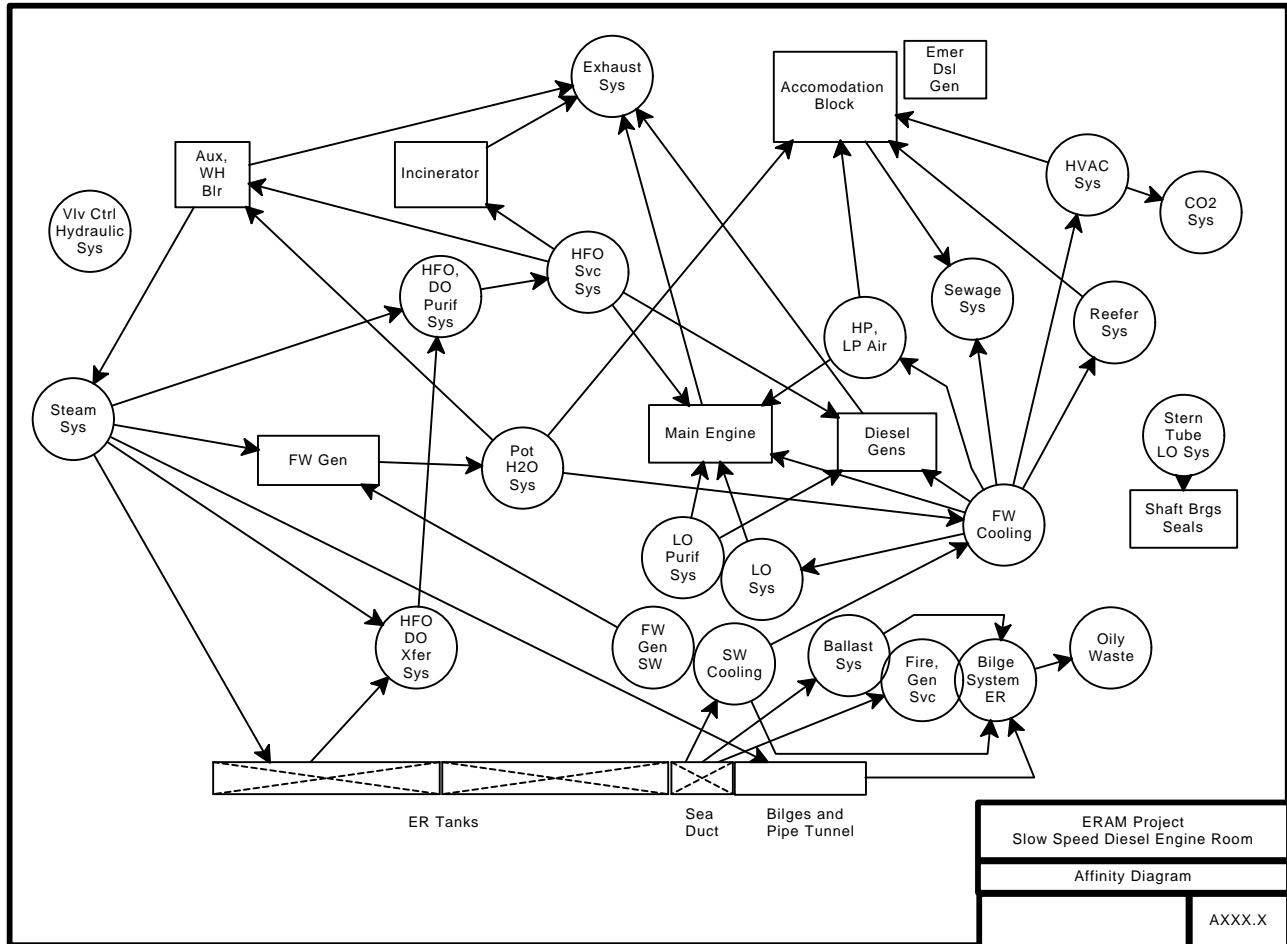 Exhaust
Sys
Accomodation
Block
Emer
Dsl
Gen
Aux,
WH
Blr
Incinerator
HVAC
Sys
CO2
Sys
Vlv Ctrl
Hydraulic
Sys
HFO,
DO
Purif
Sys
HFO
Svc
Sys
Sewage
Sys
HP,
LP Air
Reefer
Sys
Steam
Sys
FW Gen
Pot
H2O
Sys
Main Engine
Diesel
Gens
Stern
Tube
LO Sys
Shaft Brgs
Seals
FW
Cooling
LO
Purif
Sys
LO
Sys
HFO
DO
Xfer
Sys
FW
Gen
SW
SW
Cooling
Ballast
Sys
Fire,
Gen
Svc
Bilge
System
ER
Oily
Waste
ER Tanks
Sea
Duct
Bilges and
Pipe Tunnel
ERAM Project
Slow Speed Diesel Engine Room
Affinity Diagram
AXXX.X